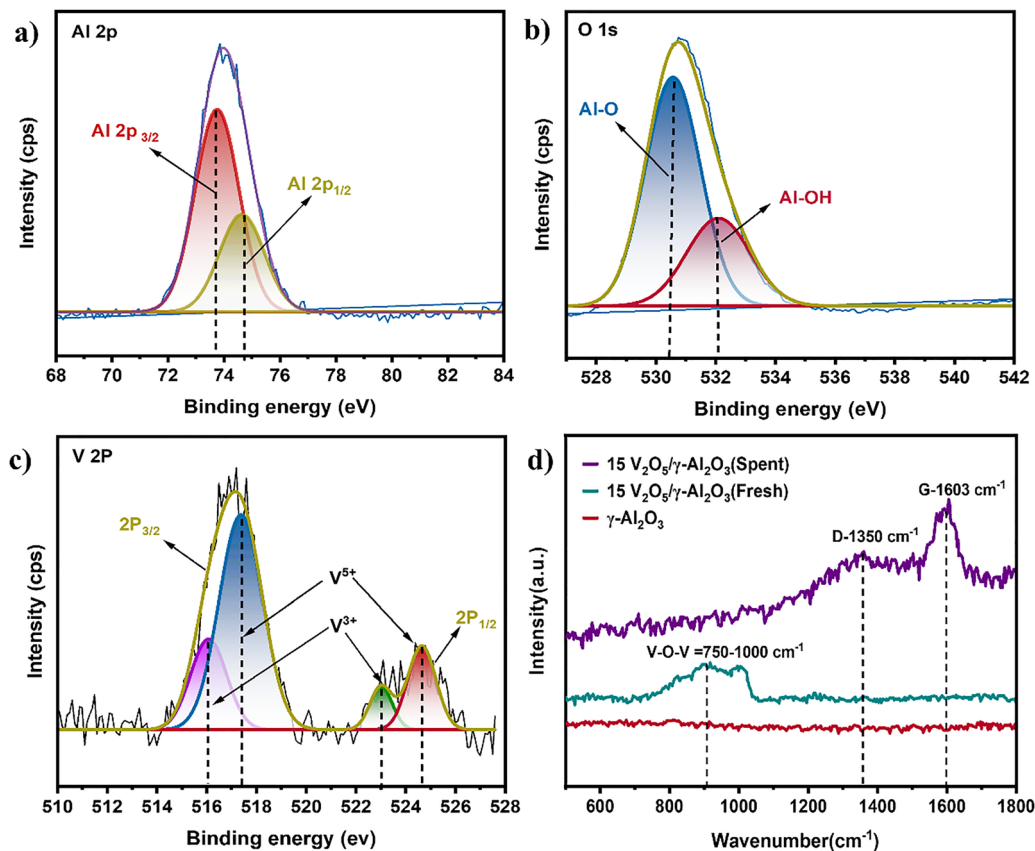 a) Al 2p
Al 2p 3/2
Al 2p1/2
Intensity (cps)
68 70 72 74 76 78 80 82 84
Binding energy (eV)
b) O 1s
Al-O
Al-OH
Intensity (cps)
528 530 532 534 536 538 540 542
Binding energy (eV)
c) V 2P
2P3/2
V5+
V3+
2P1/2
Intensity (cps)
510 512 514 516 518 520 522 524 526 528
Binding energy (ev)
d)
15 V2O5/γ-Al2O3(Spent)
15 V2O5/γ-Al2O3(Fresh)
γ-Al2O3
G-1603 cm-1
D-1350 cm-1
V-O-V =750-1000 cm-1
Intensity(a.u.)
600 800 1000 1200 1400 1600 1800
Wavenumber(cm-1)